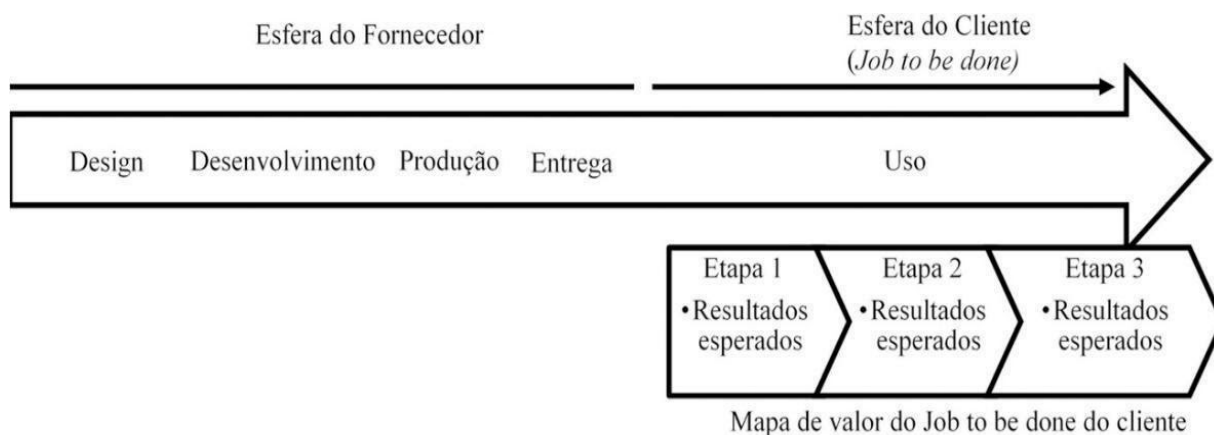 Esfera do Fornecedor
Esfera do Cliente
(Job to be done)
Design Desenvolvimento Produção Entrega Uso
Etapa 1
•Resultados
esperados
Etapa 2
•Resultados
esperados
Etapa 3
•Resultados
esperados
Mapa de valor do Job to be done do cliente